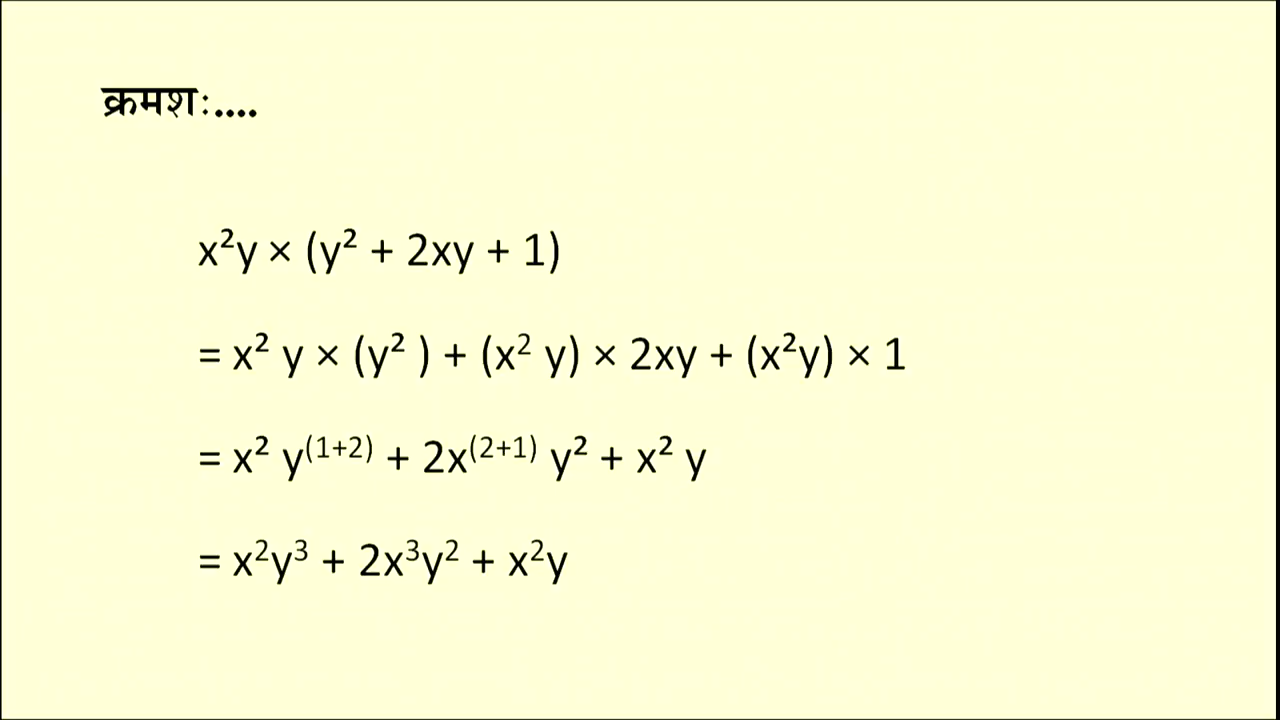 क्रमशः....
x²y × (y² + 2xy + 1)
= x² y × (y² ) + (x² y) × 2xy + (x²y) × 1
= x² y⁽¹⁺²⁾ + 2x⁽²⁺¹⁾ y² + x² y
= x²y³ + 2x³y² + x²y